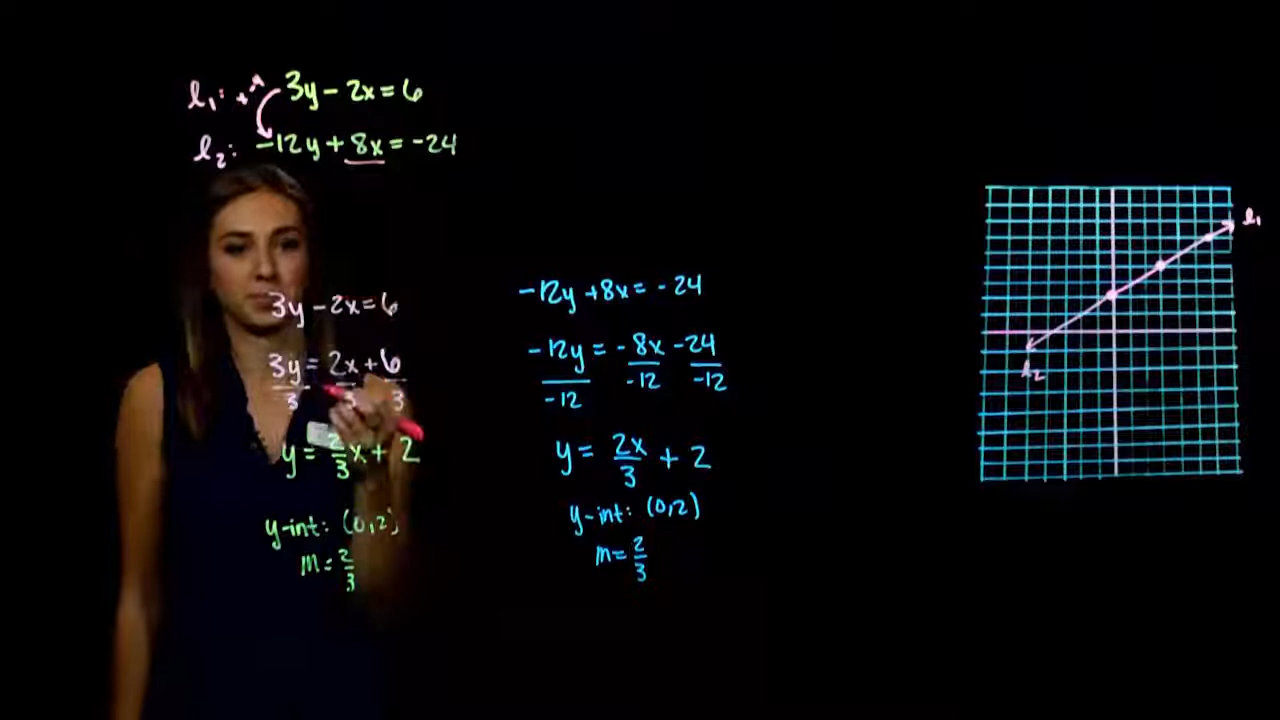 l₁: 3y - 2x = 6
l₂: -12y + 8x = -24
3y - 2x = 6
3y/3 = 2x/3 + 6/3
y = 2/3 x + 2
y-int: (0,2)
m = 2/3
-12y + 8x = -24
-12y/-12 = -8x/-12 -24/-12
y = 2x/3 + 2
y-int: (0,2)
m = 2/3
l₁
l₂